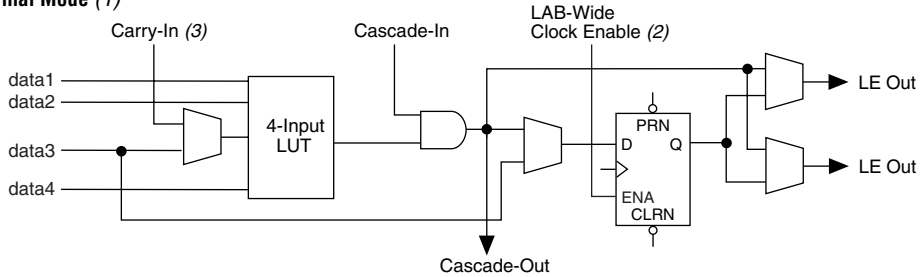 Mode (1)
Carry-In (3)
Cascade-In
LAB-Wide
Clock Enable (2)
data1
data2
data3
data4
4-Input
LUT
PRN
D
Q
ENA
CLRN
LE Out
LE Out
Cascade-Out